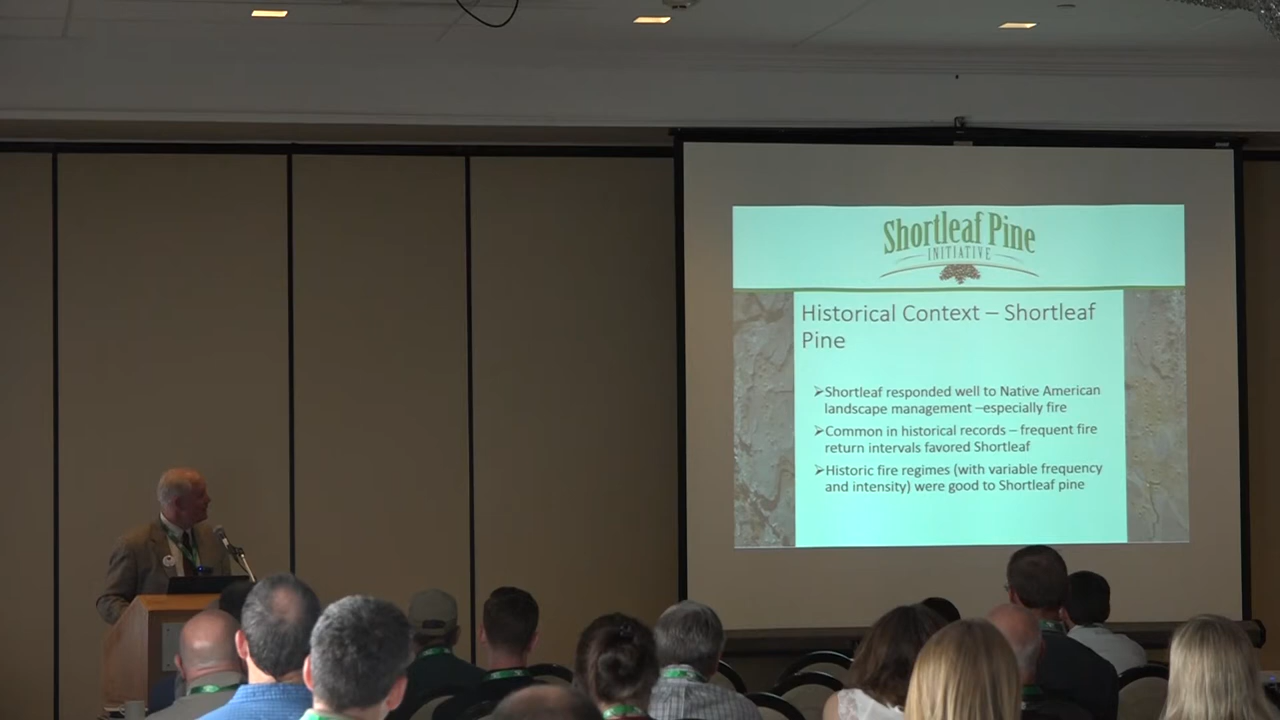 Shortleaf Pine
INITIATIVE
Historical Context – Shortleaf
Pine
➢Shortleaf responded well to Native American
landscape management –especially fire
➢Common in historical records – frequent fire
return intervals favored Shortleaf
➢Historic fire regimes (with variable frequency
and intensity) were good to Shortleaf pine